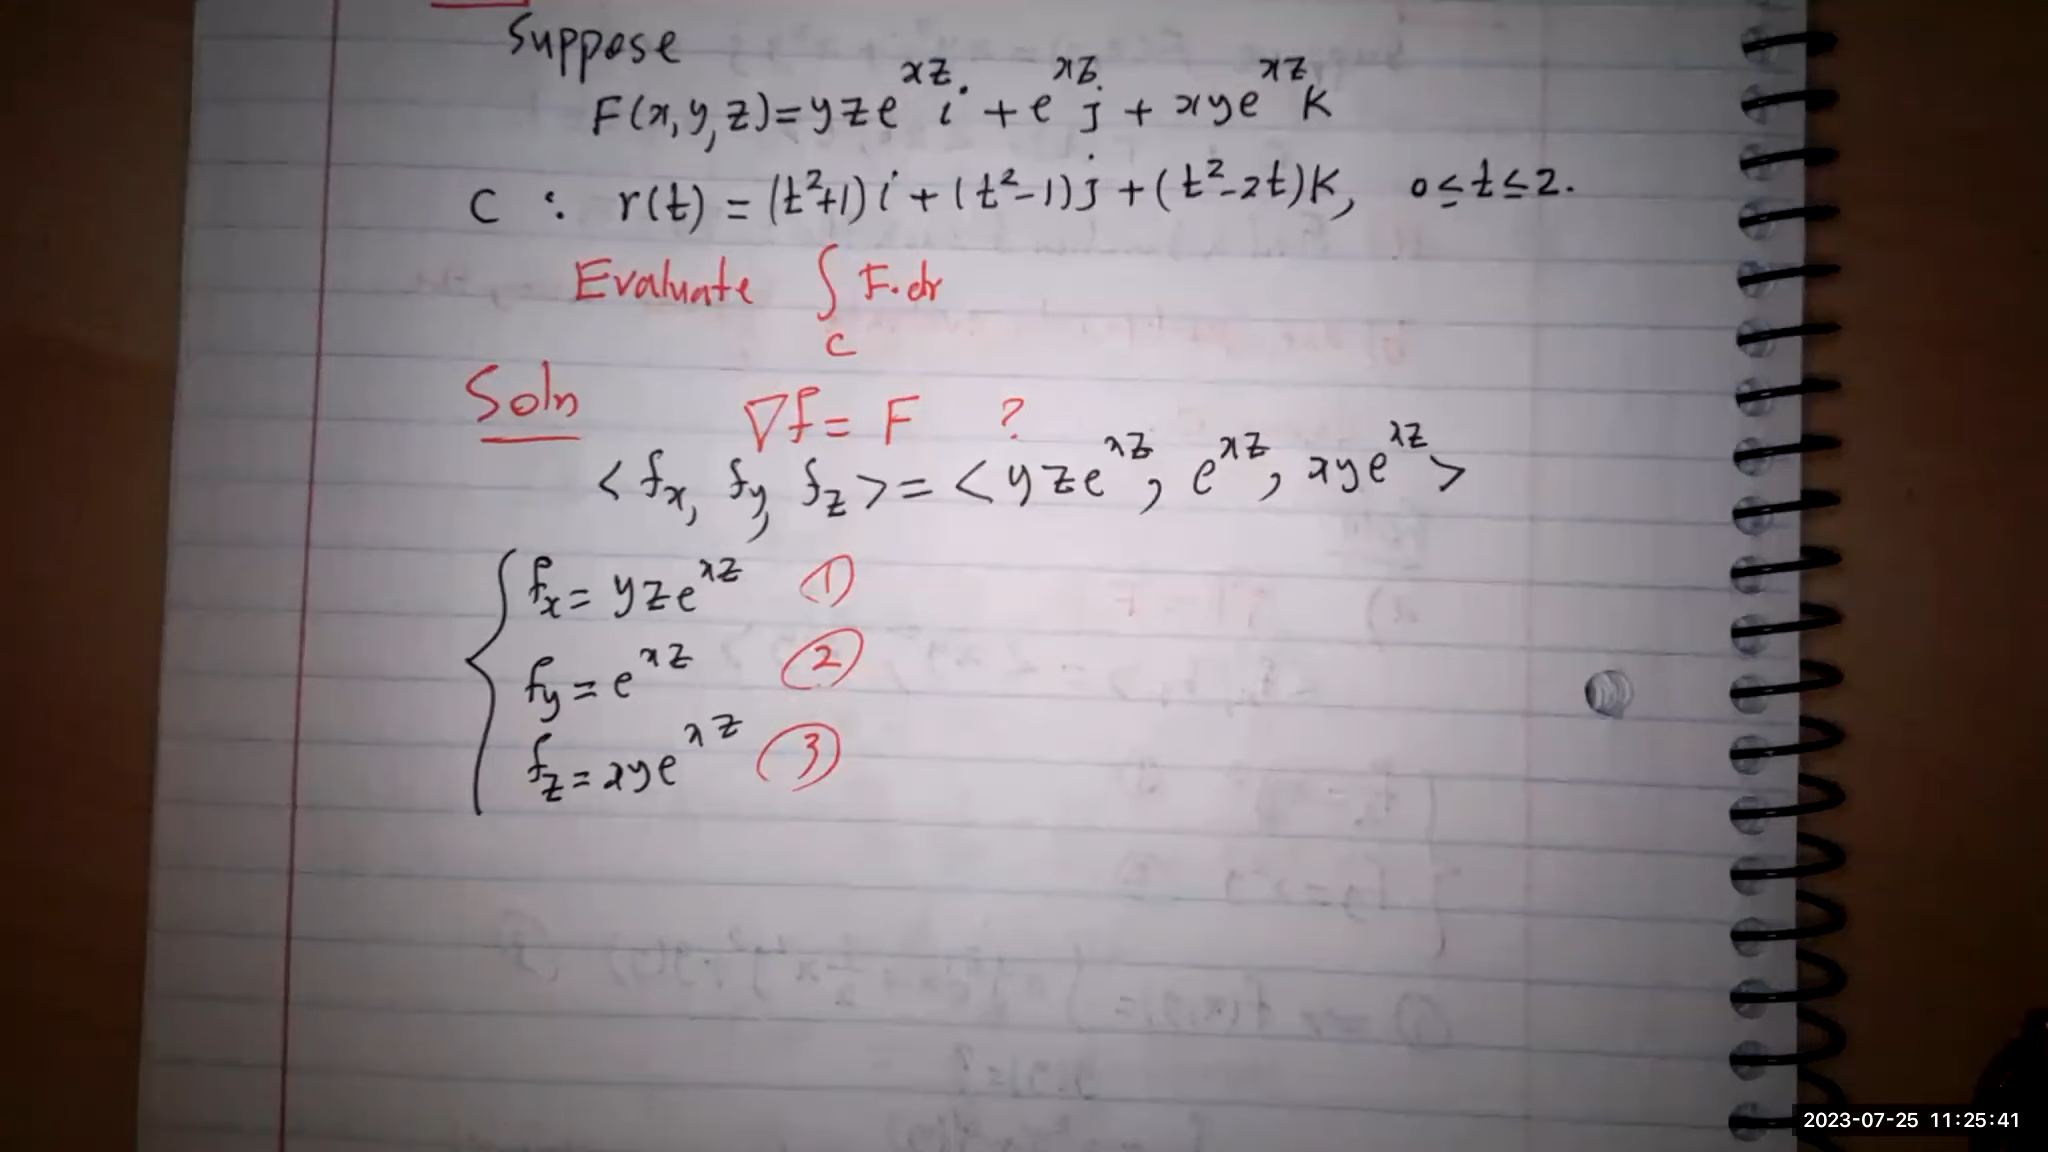 Suppose
F(x, y, z) = yze^{xz} i + e^{xz} j + xye^{xz} k
C : r(t) = (t²+1) i + (t²-1) j + (t²-2t) k, 0 ≤ t ≤ 2.
Evaluate ∫_C F·dr
Soln ∇f = F ?
< f_x, f_y, f_z > = < yze^{xz}, e^{xz}, xye^{xz} >
{ f_x = yze^{xz} ①
f_y = e^{xz} ②
f_z = xye^{xz} ③
2023-07-25 11:25:41